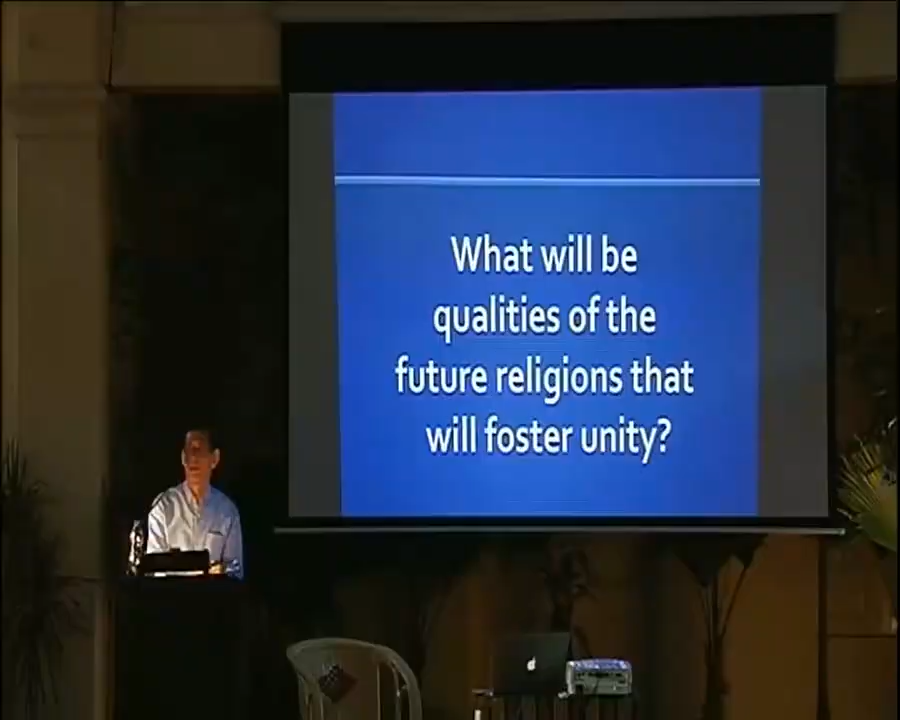 What will be
qualities of the
future religions that
will foster unity?